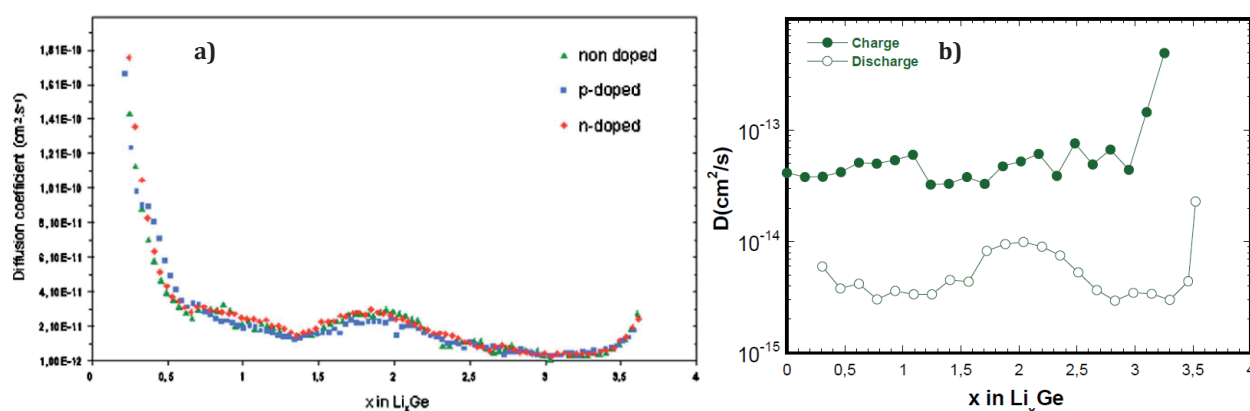 a)
1,81E-10
1,61E-10
1,41E-10
1,21E-10
1,01E-10
8,10E-11
6,10E-11
4,10E-11
2,10E-11
1,00E-12
Diffusion coefficient (cm².s⁻¹)
non doped
p-doped
n-doped
0 0,5 1 1,5 2 2,5 3 3,5 4
x in LiₓGe
b)
Charge
Discharge
10⁻¹³
10⁻¹⁴
10⁻¹⁵
D(cm²/s)
0 0,5 1 1,5 2 2,5 3 3,5 4
x in LiₓGe